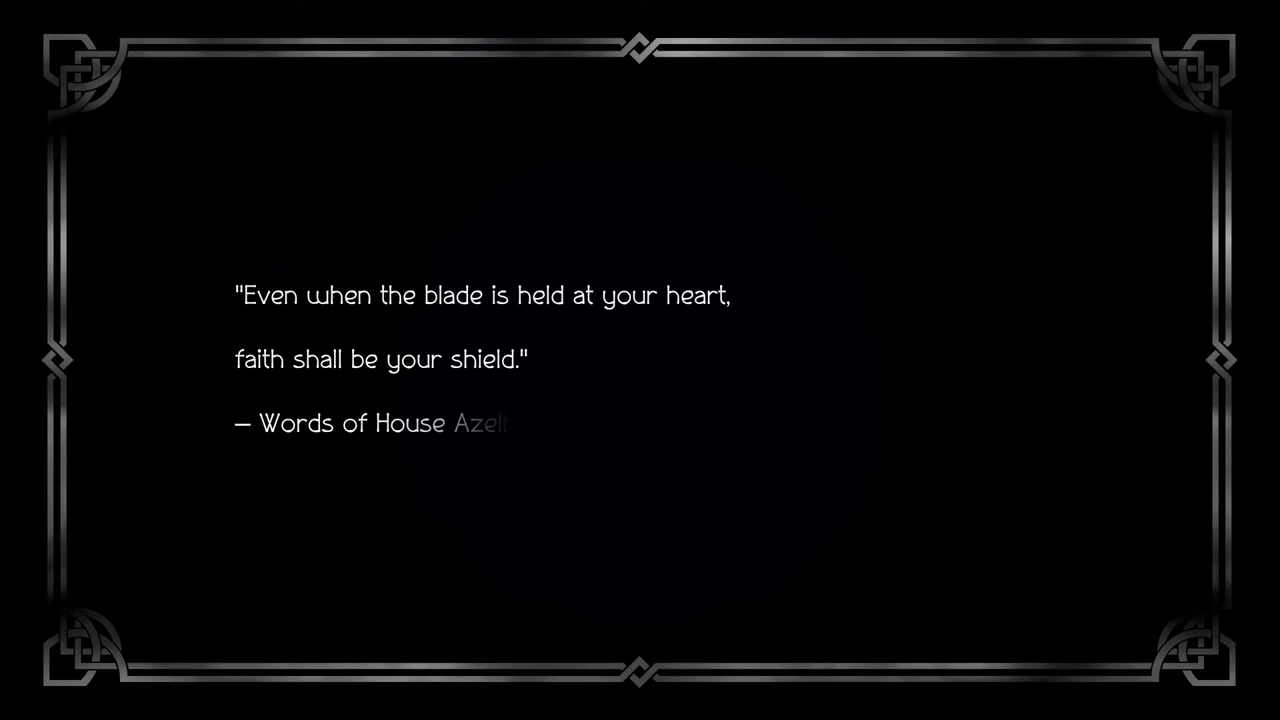 "Even when the blade is held at your heart,
faith shall be your shield."
— Words of House